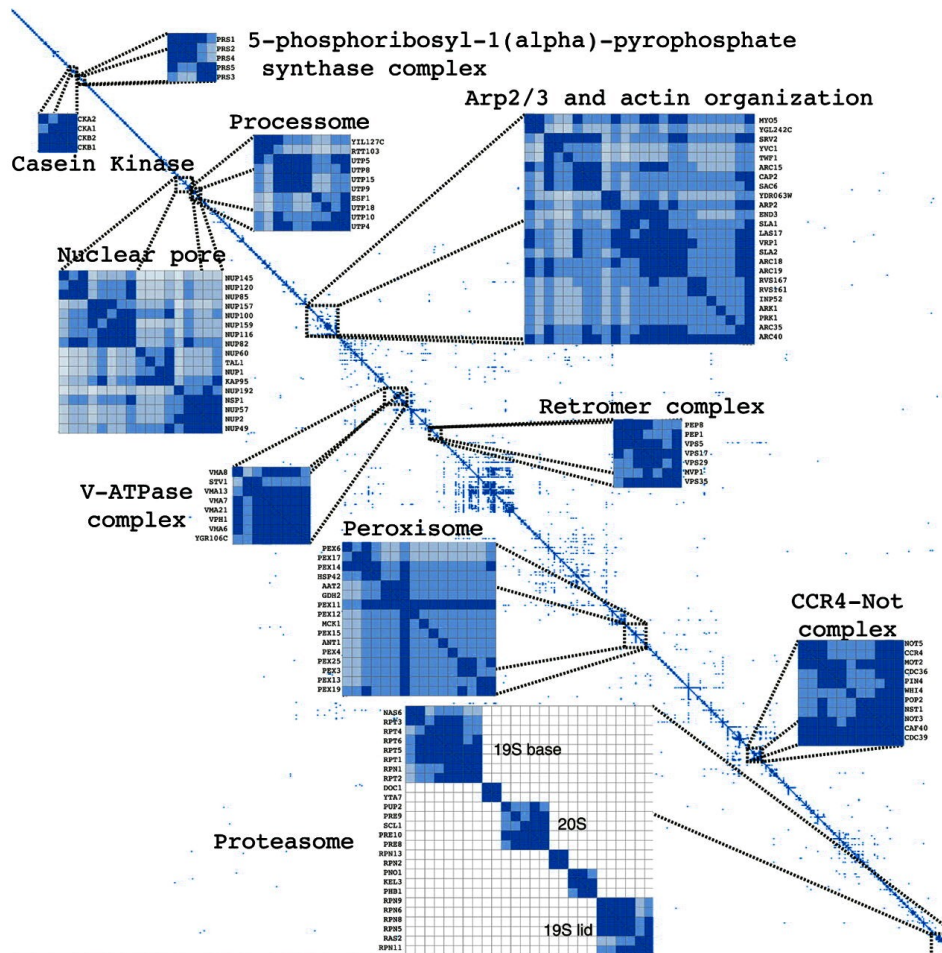 PRS1
PRS2
PRS4
PRS5
PRS3
5-phosphoribosyl-1(alpha)-pyrophosphate
synthase complex
CKA2
CKA1
CKB2
CKB1
Casein Kinase
Processome
YIL127C
RTT103
UTP5
UTP8
UTP15
UTP9
ESF1
UTP18
UTP10
UTP4
Arp2/3 and actin organization
MYO5
YGL242C
SRV2
YVC1
TWF1
ARC15
CAP2
SAC6
YDR063W
ARP2
END3
SLA1
LAS17
VRP1
SLA2
ARC18
ARC19
RVS167
RVS161
INP52
ARK1
PRK1
ARC35
ARC40
Nuclear pore
NUP145
NUP120
NUP85
NUP157
NUP100
NUP159
NUP116
NUP82
NUP60
TAL1
NUP1
KAP95
NUP192
NSP1
NUP57
NUP2
NUP49
Retromer complex
PEP8
PEP1
VPS5
VPS17
VPS29
MVP1
VPS35
V-ATPase
complex
VMA8
STV1
VMA13
VMA7
VMA21
VPH1
VMA6
YGR106C
Peroxisome
PEX6
PEX17
PEX14
HSP42
AAT2
GDH2
PEX11
PEX12
MCK1
PEX15
ANT1
PEX4
PEX25
PEX3
PEX13
PEX19
CCR4-Not
complex
NOT5
CCR4
MOT2
CDC36
PIN4
WHI4
POP2
NST1
NOT3
CAF40
CDC39
Proteasome
NAS6
RPT3
RPT4
RPT6
RPT5
RPT1
RPN1
RPT2
DOC1
YTA7
PUP2
PRE9
SCL1
PRE10
PRE8
RPN13
RPN2
PNO1
KEL3
PHB1
RPN9
RPN6
RPN8
RPN5
RAS2
RPN11
19S base
20S
19S lid